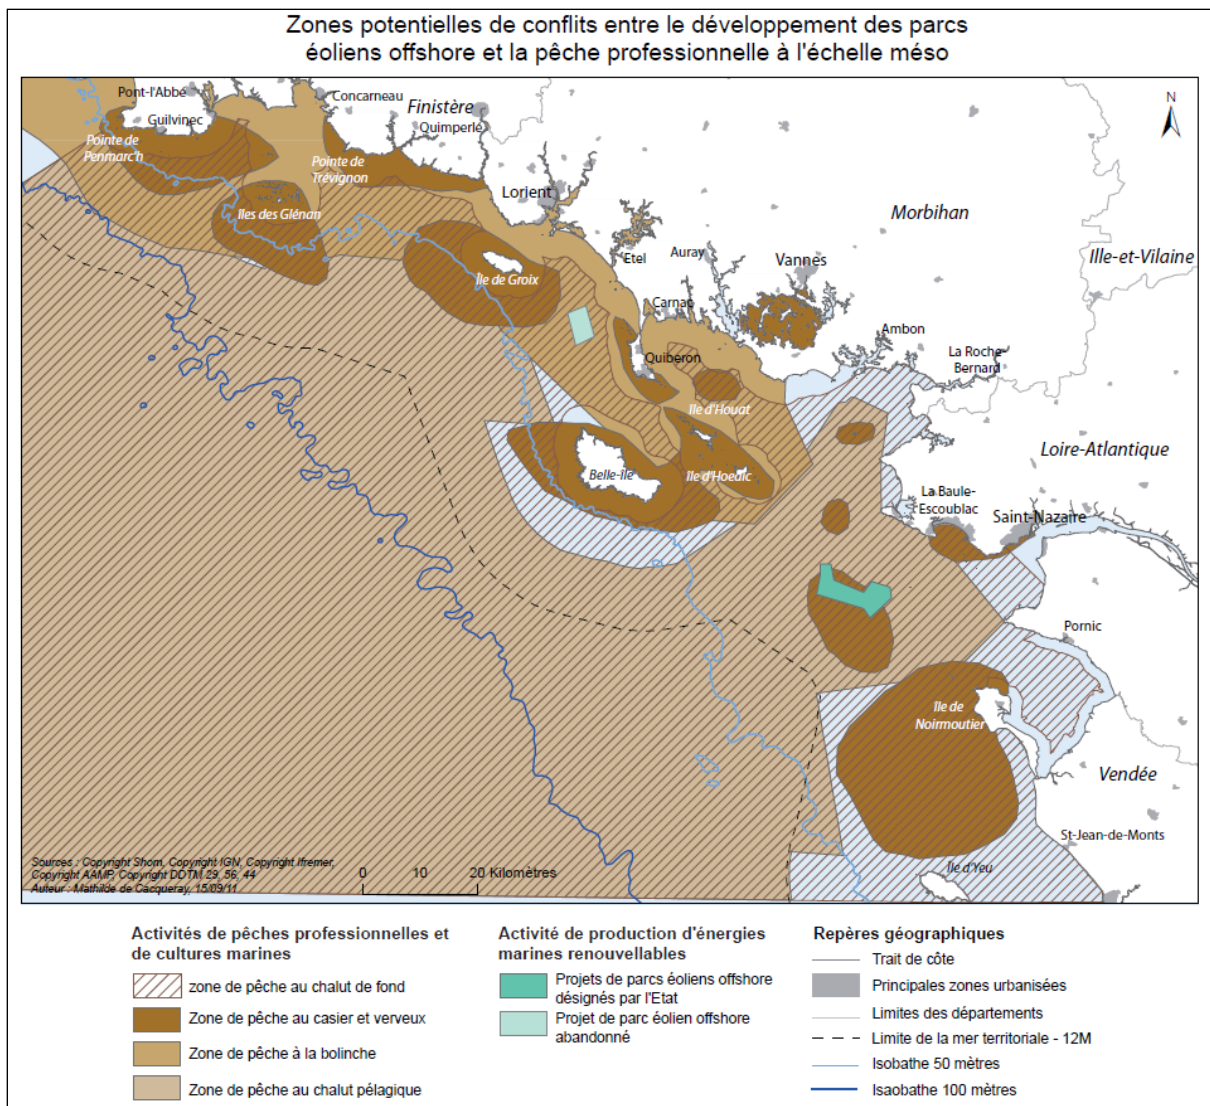 Zones potentielles de conflits entre le développement des parcs
éoliens offshore et la pêche professionnelle à l'échelle méso
N
Pont-l'Abbé
Concarneau
Finistère
Guilvinec
Quimperlé
Pointe de
Penmarc'h
Pointe de
Trévignon
Lorient
Iles des Glénan
Morbihan
Etel
Auray
Vannes
Ille-et-Vilaine
Île de Groix
Carnac
Ambon
La Roche-
Bernard
Quiberon
Ile d'Houat
Loire-Atlantique
Belle-Ile
Ile d'Hoedic
La Baule-
Escoublac
Saint-Nazaire
Pornic
Ile de
Noirmoutier
Vendée
St-Jean-de-Monts
Île d'Yeu
Sources : Copyright Shom, Copyright IGN, Copyright Ifremer,
Copyright AAMP, Copyright DDTM 29, 56, 44
Auteur : Mathilde de Cacqueray, 15/09/11
0 10 20 Kilomètres
Activités de pêches professionnelles et
de cultures marines
zone de pêche au chalut de fond
Zone de pêche au casier et verveux
Zone de pêche à la bolinche
Zone de pêche au chalut pélagique
Activité de production d'énergies
marines renouvellables
Projets de parcs éoliens offshore
désignés par l'Etat
Projet de parc éolien offshore
abandonné
Repères géographiques
Trait de côte
Principales zones urbanisées
Limites des départements
Limite de la mer territoriale - 12M
Isobathe 50 mètres
Isaobathe 100 mètres